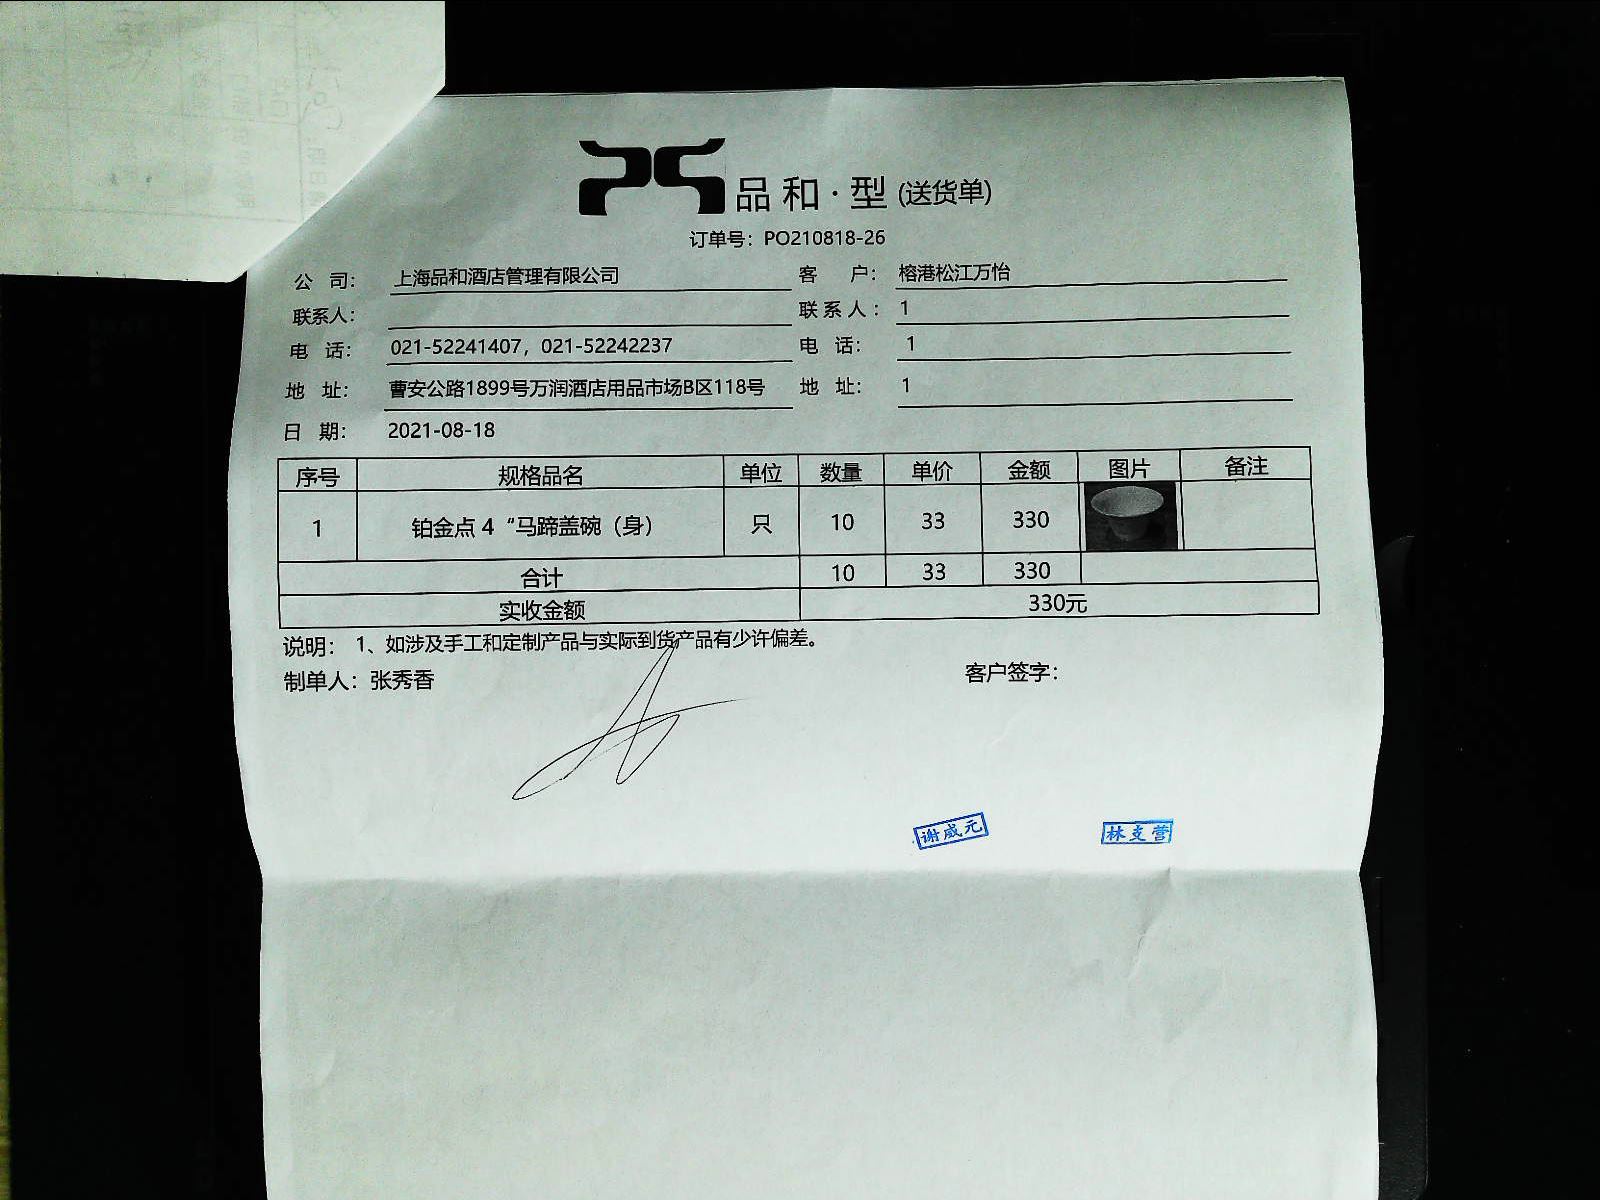 品和·型(送货单)
订单号：PO210818-26
公 司： 上海品和酒店管理有限公司 客 户： 榕港松江万怡
联系人： 联系人： 1
电 话： 021-52241407，021-52242237 电 话： 1
地 址： 曹安公路1899号万润酒店用品市场B区118号 地 址： 1
日 期： 2021-08-18
序号 规格品名 单位 数量 单价 金额 图片 备注
1 铂金点 4“马蹄盖碗（身） 只 10 33 330
合计 10 33 330
实收金额 330元
说明： 1、如涉及手工和定制产品与实际到货产品有少许偏差。
制单人：张秀香 客户签字：
谢咸元 林支营